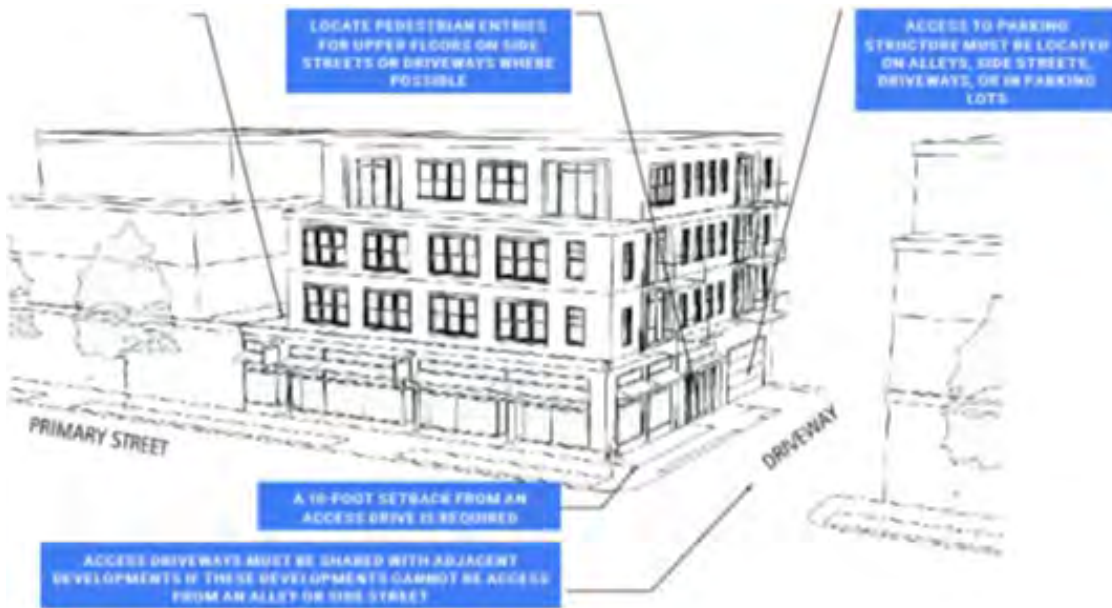 LOCATE PEDESTRIAN ENTRIES
FOR UPPER FLOORS ON SIDE
STREETS OR DRIVEWAYS WHERE
POSSIBLE
ACCESS TO PARKING
STRUCTURE MUST BE LOCATED
ON ALLEYS, SIDE STREETS,
DRIVEWAYS, OR IN PARKING
LOTS
PRIMARY STREET
DRIVEWAY
A 10-FOOT SETBACK FROM AN
ACCESS DRIVE IS REQUIRED
ACCESS DRIVEWAYS MUST BE SHARED WITH ADJACENT
DEVELOPMENTS IF THESE DEVELOPMENTS CANNOT BE ACCESS
FROM AN ALLEY OR SIDE STREET